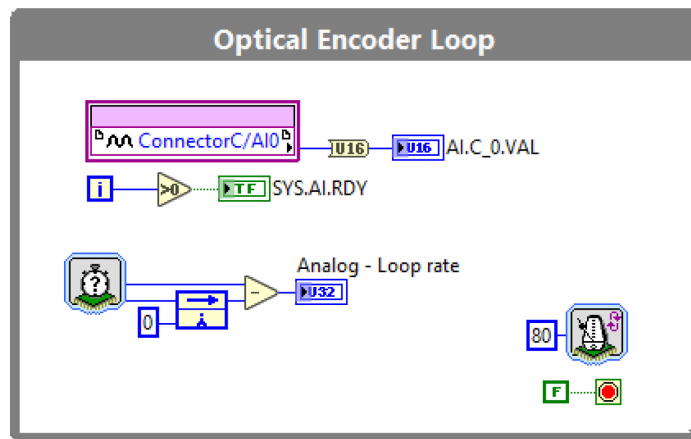 Optical Encoder Loop
ConnectorC/AI0
U16
U16
AI.C_0.VAL
i
>0
TF
SYS.AI.RDY
?
Analog - Loop rate
-
U32
0
80
F